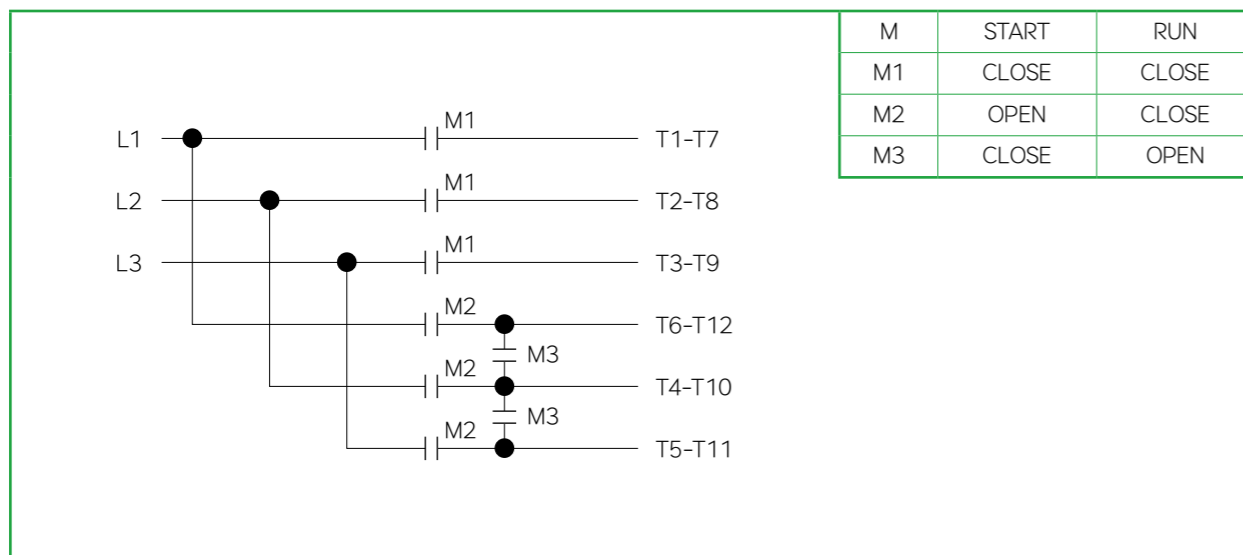 M START RUN
M1 CLOSE CLOSE
M2 OPEN CLOSE
M3 CLOSE OPEN
L1 M1 T1-T7
L2 M1 T2-T8
L3 M1 T3-T9
M2 T6-T12
M3
M2 T4-T10
M3
M2 T5-T11